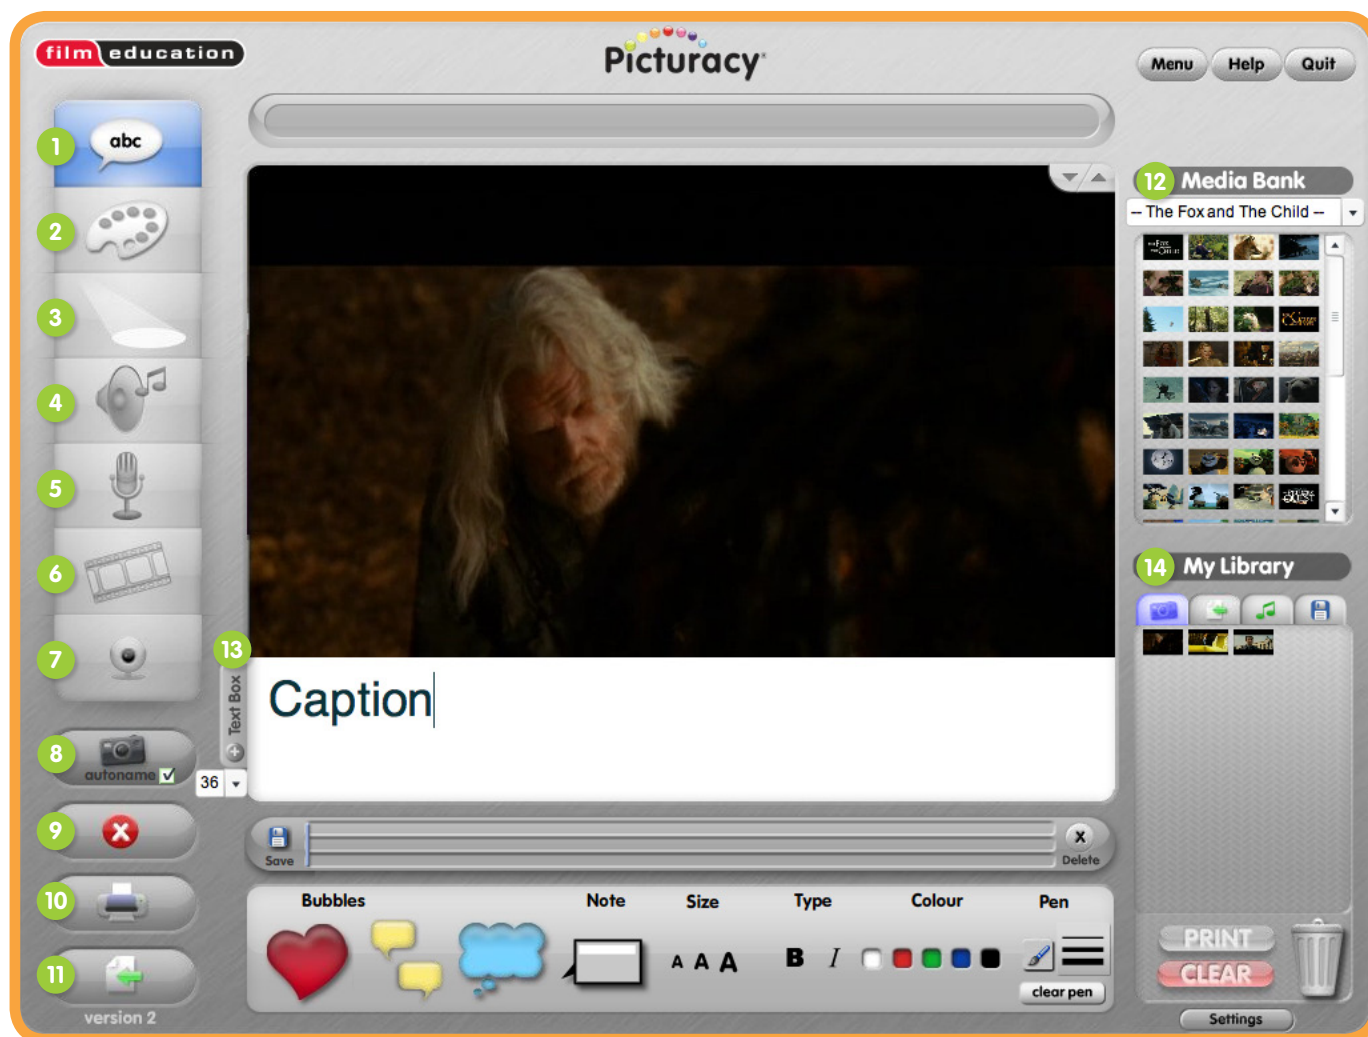 film education
Picturacy
Menu
Help
Quit
1
abc
2
3
4
5
6
7
8
autoname
9
10
11
version 2
12 Media Bank
-- The Fox and The Child --
13
Text Box
36
Caption
Save
Delete
Bubbles
Note
Size
Type
Colour
Pen
A A A
B I
clear pen
14 My Library
PRINT
CLEAR
Settings